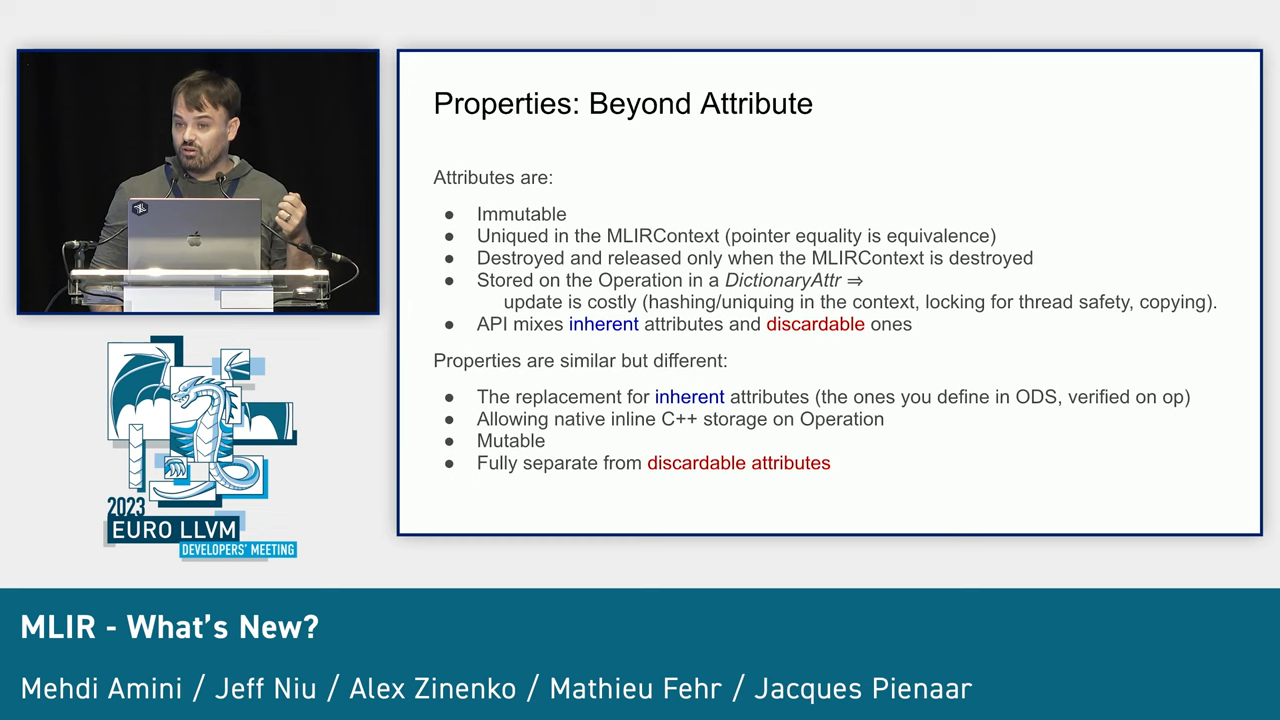 Properties: Beyond Attribute
Attributes are:
● Immutable
● Uniqued in the MLIRContext (pointer equality is equivalence)
● Destroyed and released only when the MLIRContext is destroyed
● Stored on the Operation in a DictionaryAttr ⇒
update is costly (hashing/uniquing in the context, locking for thread safety, copying).
● API mixes inherent attributes and discardable ones
Properties are similar but different:
● The replacement for inherent attributes (the ones you define in ODS, verified on op)
● Allowing native inline C++ storage on Operation
● Mutable
● Fully separate from discardable attributes
2023
EURO LLVM
DEVELOPERS' MEETING
MLIR - What's New?
Mehdi Amini / Jeff Niu / Alex Zinenko / Mathieu Fehr / Jacques Pienaar